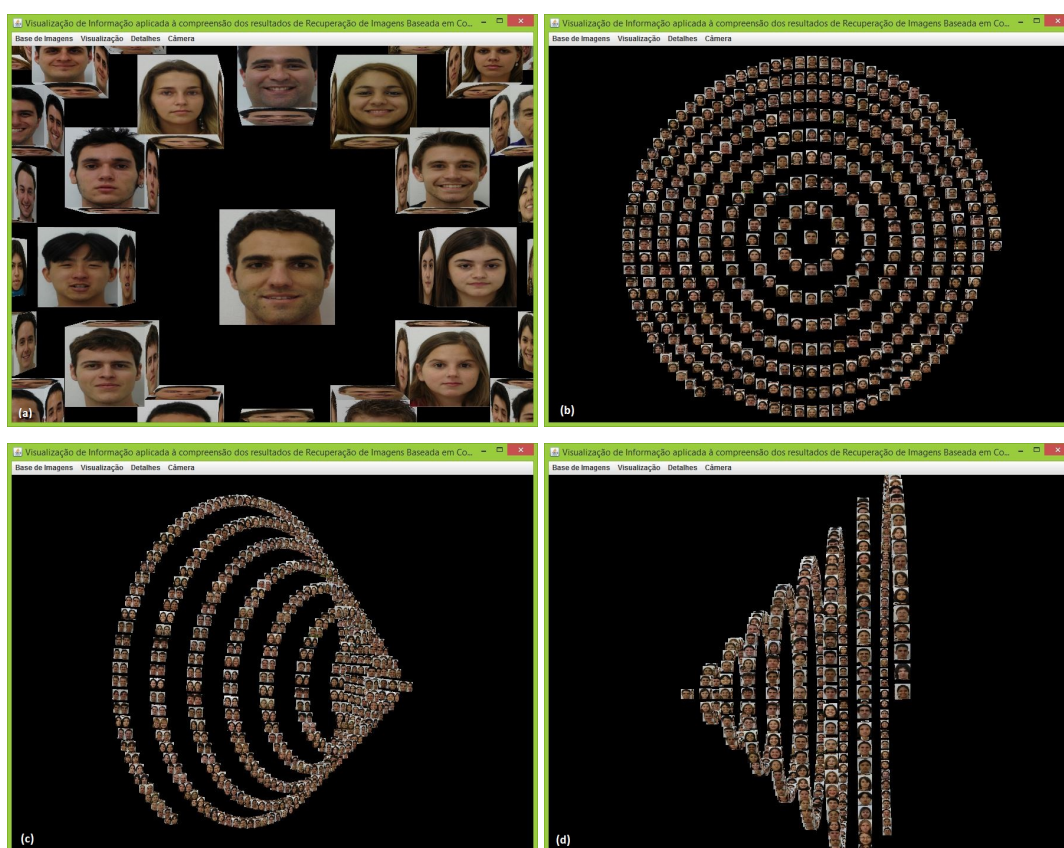 Visualização de Informação aplicada à compreensão dos resultados de Recuperação de Imagens Baseada em Co...
Base de Imagens Visualização Detalhes Câmera
(a)
Visualização de Informação aplicada à compreensão dos resultados de Recuperação de Imagens Baseada em Co...
Base de Imagens Visualização Detalhes Câmera
(b)
Visualização de Informação aplicada à compreensão dos resultados de Recuperação de Imagens Baseada em Co...
Base de Imagens Visualização Detalhes Câmera
(c)
Visualização de Informação aplicada à compreensão dos resultados de Recuperação de Imagens Baseada em Co...
Base de Imagens Visualização Detalhes Câmera
(d)